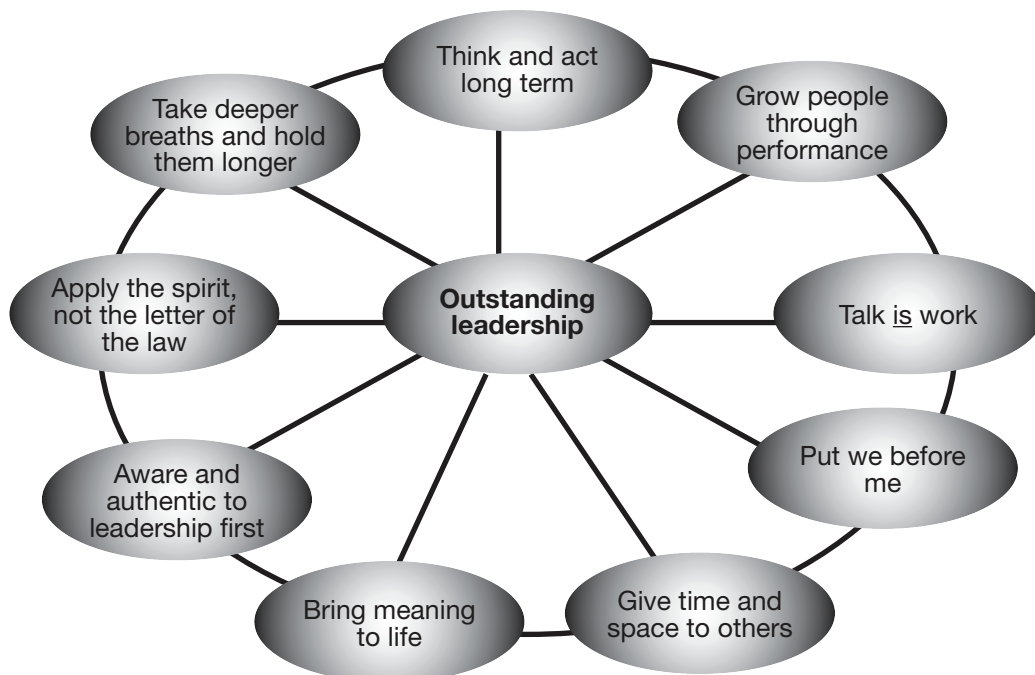 Think and act
long term
Grow people
through
performance
Talk is work
Put we before
me
Give time and
space to others
Bring meaning
to life
Aware and
authentic to
leadership first
Apply the spirit,
not the letter of
the law
Take deeper
breaths and hold
them longer
Outstanding
leadership